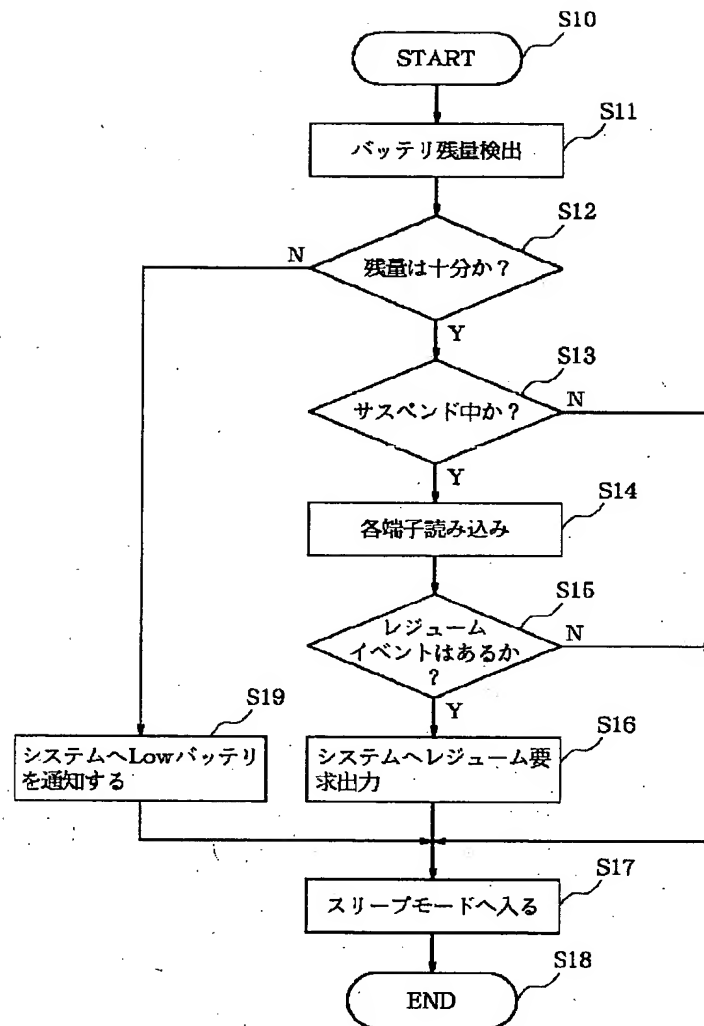 S10
START
S11
バッテリ残量検出
S12
残量は十分か？
N
Y
S13
サスペンド中か？
N
Y
S14
各端子読み込み
S15
レジューム
イベントはあるか
？
N
Y
S19
システムへLowバッテリ
を通知する
S16
システムへレジューム要
求出力
S17
スリープモードへ入る
S18
END